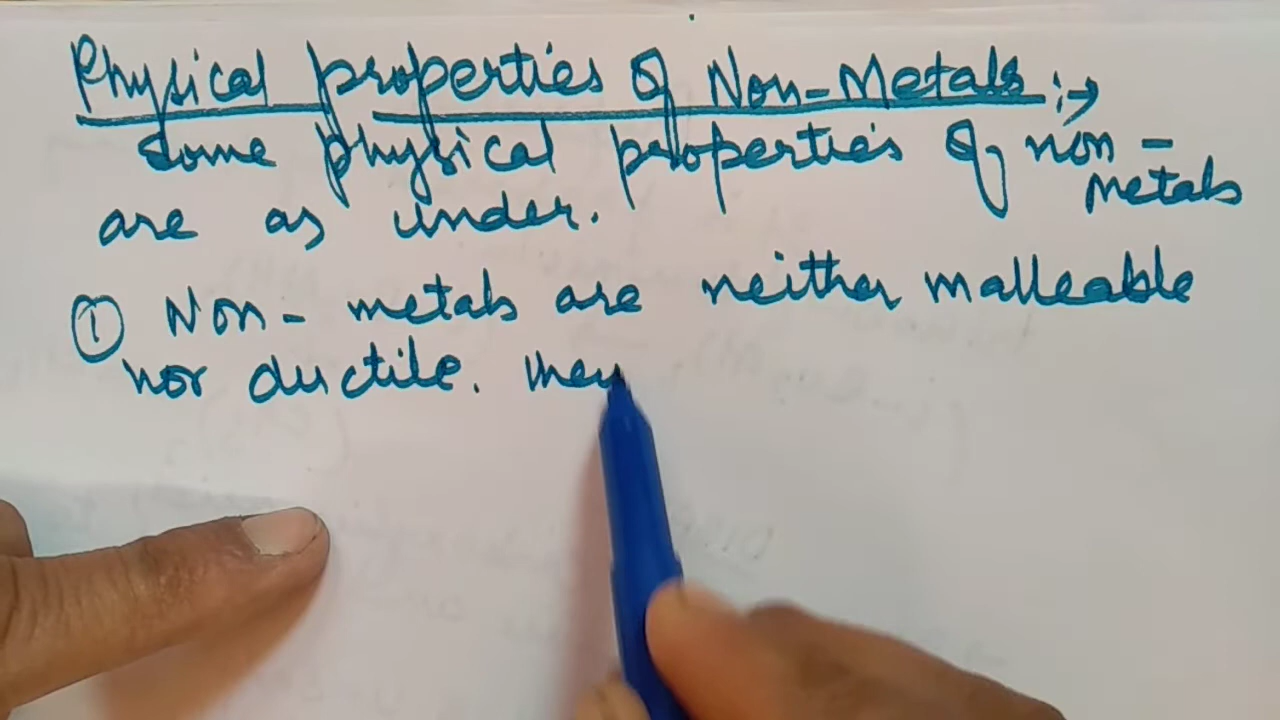 Physical properties of Non-Metals :→
Some physical properties of non-
metals
are as under.
① Non-metals are neither malleable
nor ductile. They